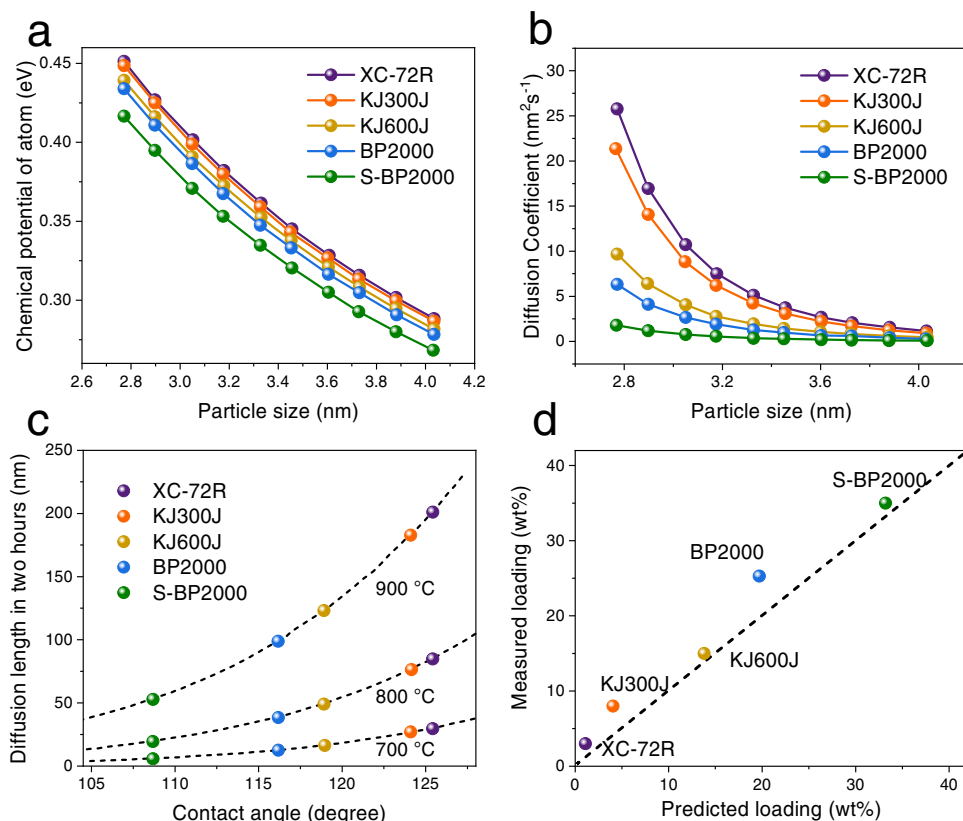 a
0.45
0.40
0.35
0.30
Chemical potential of atom (eV)
XC-72R
KJ300J
KJ600J
BP2000
S-BP2000
2.6 2.8 3.0 3.2 3.4 3.6 3.8 4.0 4.2
Particle size (nm)
b
30
25
20
15
10
5
0
Diffusion Coefficient (nm²s⁻¹)
XC-72R
KJ300J
KJ600J
BP2000
S-BP2000
2.8 3.2 3.6 4.0
Particle size (nm)
c
250
200
150
100
50
0
Diffusion length in two hours (nm)
XC-72R
KJ300J
KJ600J
BP2000
S-BP2000
900 °C
800 °C
700 °C
105 110 115 120 125
Contact angle (degree)
d
40
30
20
10
0
Measured loading (wt%)
S-BP2000
BP2000
KJ600J
KJ300J
XC-72R
0 10 20 30 40
Predicted loading (wt%)